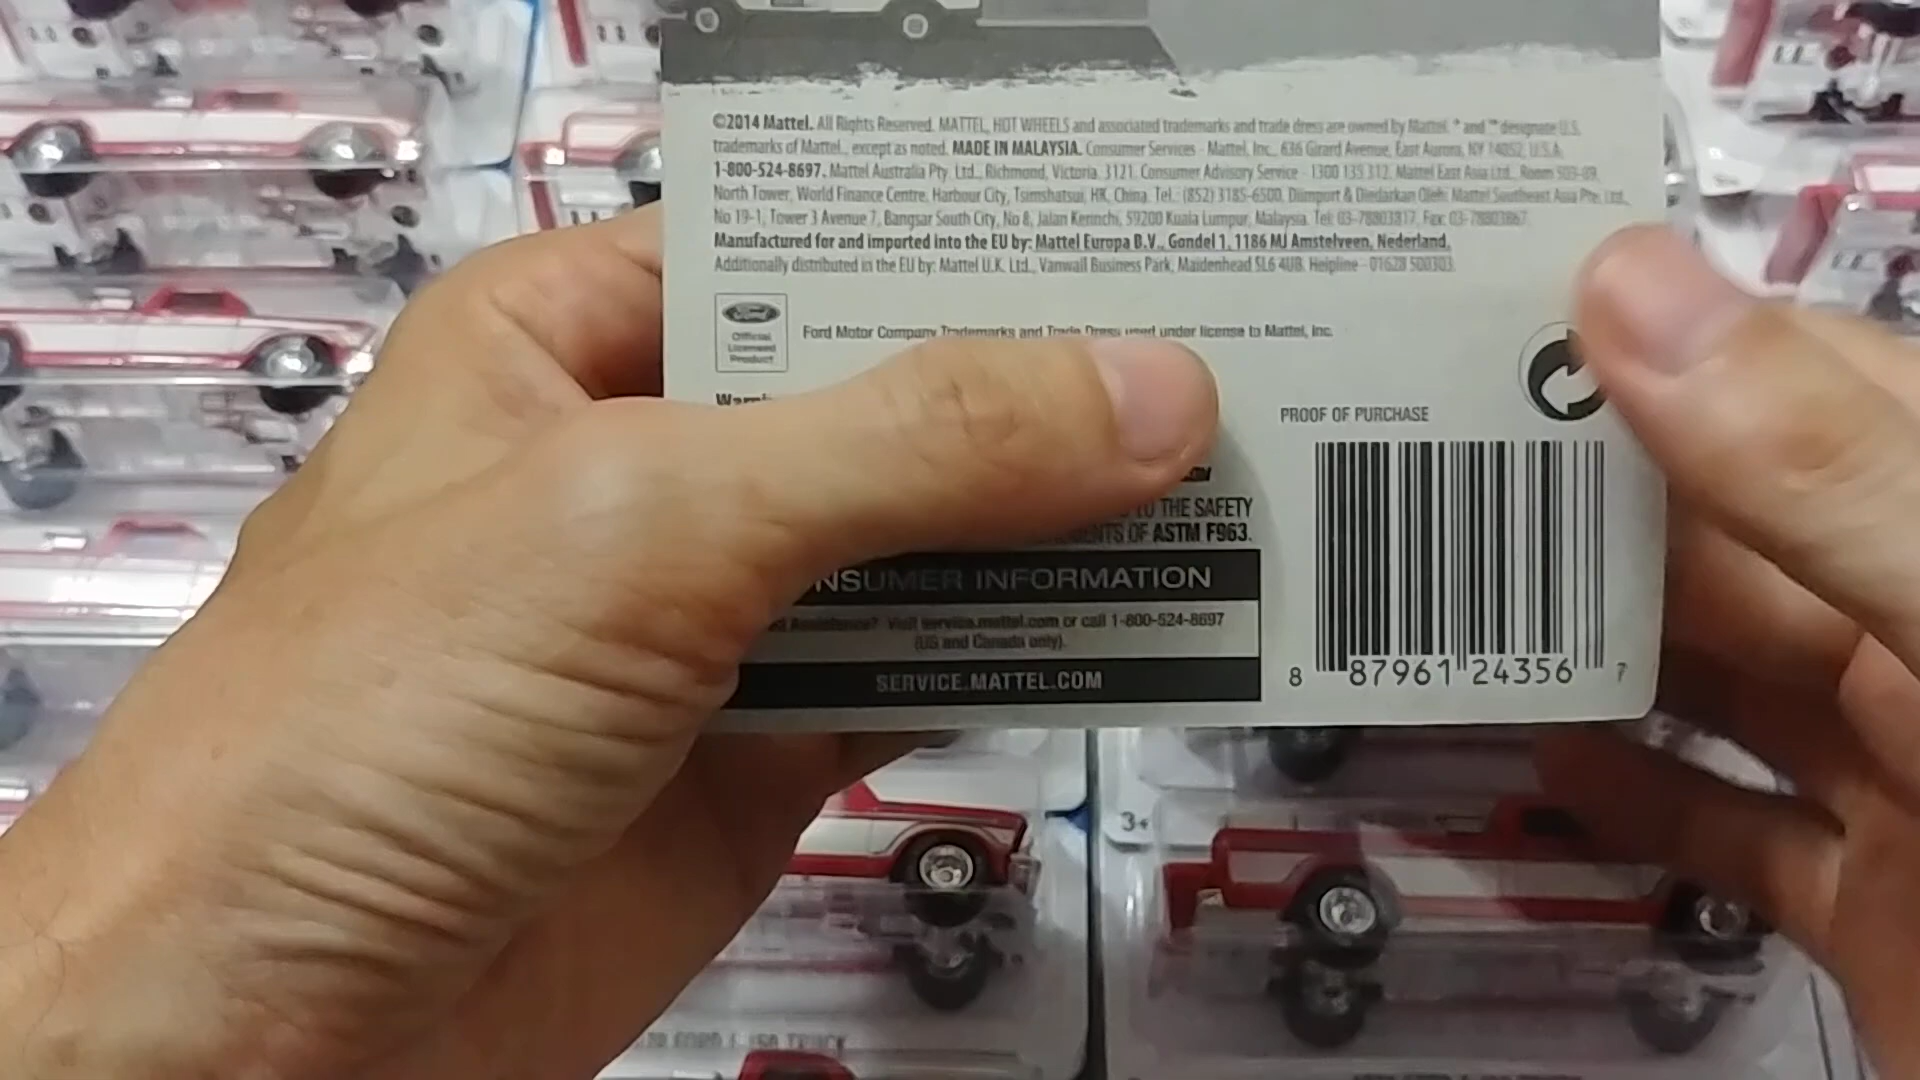 ©2014 Mattel. All Rights Reserved. MATTEL, HOT WHEELS and associated trademarks and trade dress are owned by Mattel. ® and ™ designate U.S.
trademarks of Mattel, except as noted. MADE IN MALAYSIA. Consumer Services - Mattel, Inc., 636 Girard Avenue, East Aurora, NY 14052, U.S.A.
1-800-524-8697. Mattel Australia Pty. Ltd., Richmond, Victoria. 3121. Consumer Advisory Service - 1300 135 312. Mattel East Asia Ltd., Room 503-09,
North Tower, World Finance Centre, Harbour City, Tsimshatsui, HK, China. Tel.: (852) 3185-6500. Diimport & Diedarkan Oleh: Mattel Southeast Asia Pte. Ltd.,
No 19-1, Tower 3 Avenue 7, Bangsar South City, No 8, Jalan Kerinchi, 59200 Kuala Lumpur, Malaysia. Tel: 03-78803817, Fax: 03-78803867.
Manufactured for and imported into the EU by: Mattel Europa B.V., Gondel 1, 1186 MJ Amstelveen, Nederland.
Additionally distributed in the EU by: Mattel U.K. Ltd., Vanwall Business Park, Maidenhead SL6 4UB. Helpline - 01628 500303.
Ford
Official
Licensed
Product
Ford Motor Company Trademarks and Trade Dress used under license to Mattel, Inc.
PROOF OF PURCHASE
TO THE SAFETY
OF ASTM F963.
NSUMER INFORMATION
Assistance? Visit service.mattel.com or call 1-800-524-8697
(US and Canada only).
SERVICE.MATTEL.COM
8 87961 24356 7
3+
FORD F-150 TRUCK